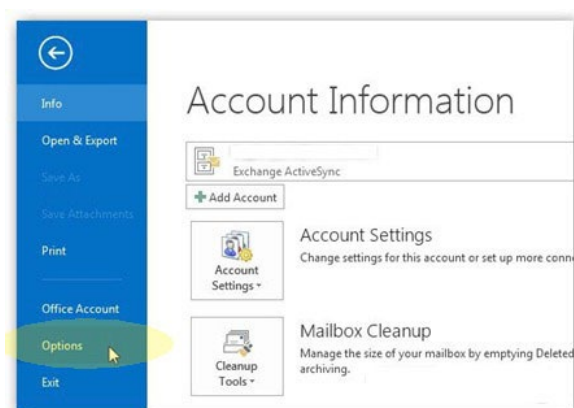 Info
Open & Export
Save As
Save Attachments
Print
Office Account
Options
Exit
Account Information
Exchange ActiveSync
Add Account
Account
Settings
Account Settings
Change settings for this account or set up more conne
Cleanup
Tools
Mailbox Cleanup
Manage the size of your mailbox by emptying Deleted
archiving.